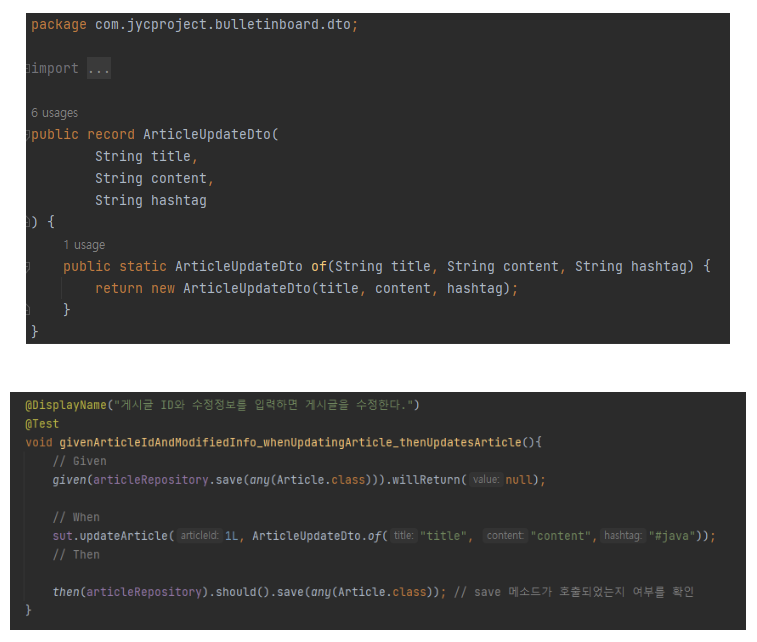 package com.jycproject.bulletinboard.dto;
import ...
6 usages
public record ArticleUpdateDto(
String title,
String content,
String hashtag
) {
1 usage
public static ArticleUpdateDto of(String title, String content, String hashtag) {
return new ArticleUpdateDto(title, content, hashtag);
}
}
@DisplayName("게시글 ID와 수정정보를 입력하면 게시글을 수정한다.")
@Test
void givenArticleIdAndModifiedInfo_whenUpdatingArticle_thenUpdatesArticle(){
// Given
given(articleRepository.save(any(Article.class))).willReturn( value: null);
// When
sut.updateArticle( articleId: 1L, ArticleUpdateDto.of( title: "title", content: "content", hashtag: "#java"));
// Then
then(articleRepository).should().save(any(Article.class)); // save 메소드가 호출되었는지 여부를 확인
}